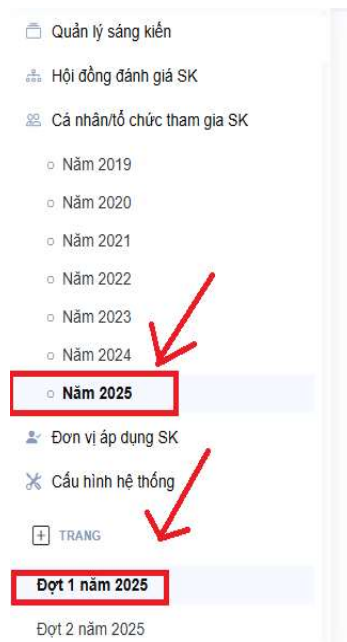 Quản lý sáng kiến
Hội đồng đánh giá SK
Cá nhân/tổ chức tham gia SK
Năm 2019
Năm 2020
Năm 2021
Năm 2022
Năm 2023
Năm 2024
Năm 2025
Đơn vị áp dụng SK
Cấu hình hệ thống
TRANG
Đợt 1 năm 2025
Đợt 2 năm 2025